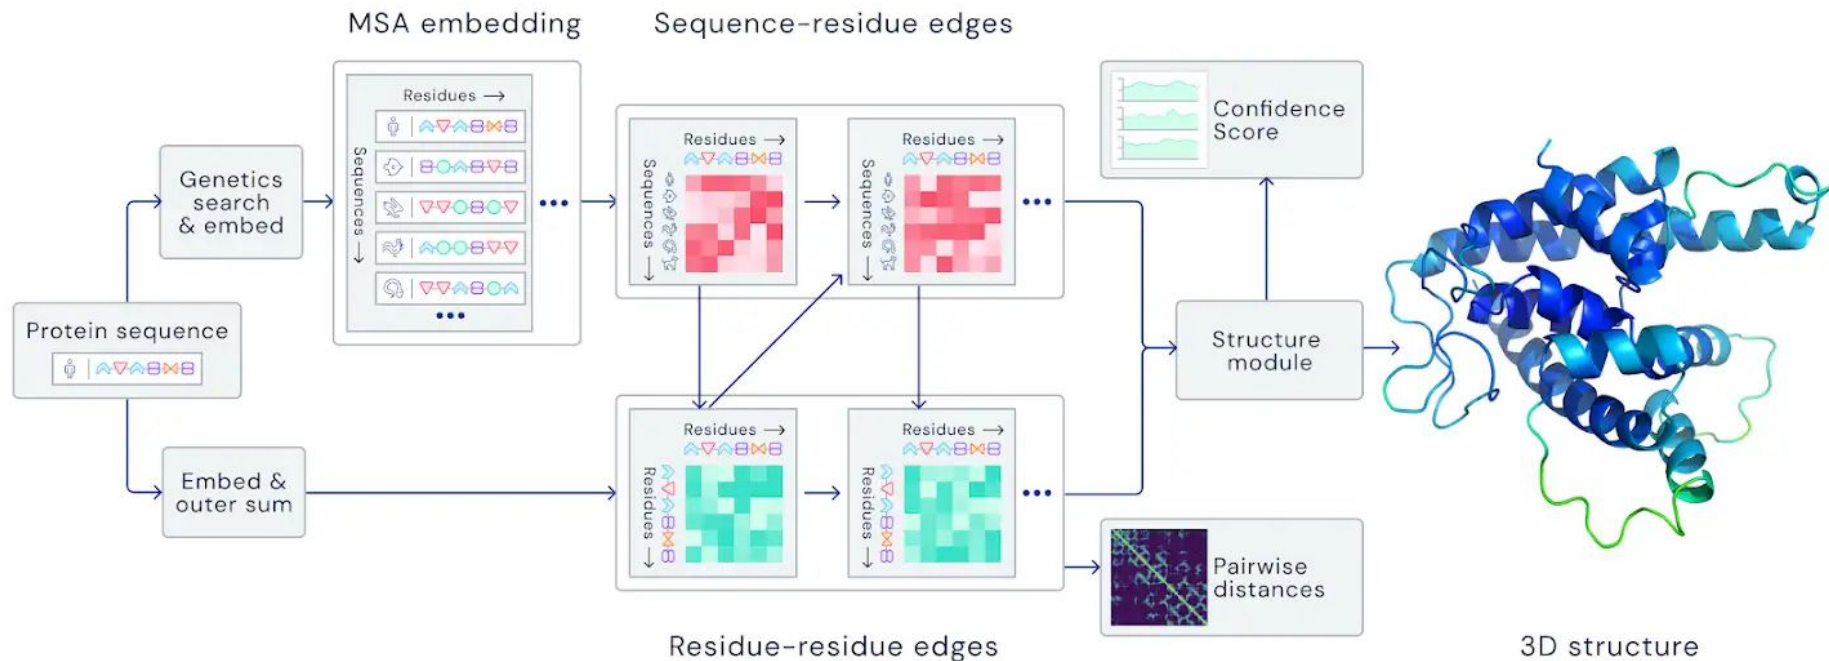 MSA embedding
Sequence-residue edges
Residues →
Sequences →
Genetics
search
& embed
Protein sequence
Embed &
outer sum
Residues →
Sequences →
Residues →
Sequences →
Residues →
Residues →
Residues →
Residues →
Confidence
Score
Structure
module
Pairwise
distances
Residue-residue edges
3D structure